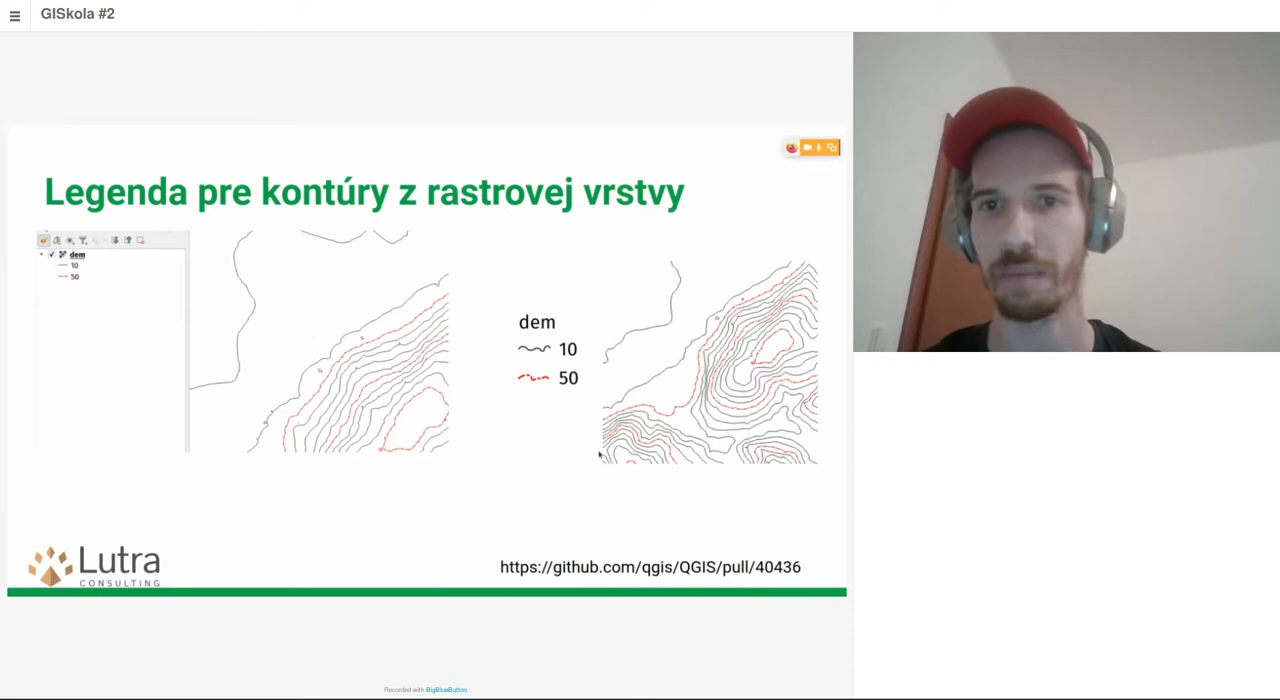 GISkola #2
Legenda pre kontúry z rastrovej vrstvy
dem
10
50
dem
10
50
Lutra
CONSULTING
https://github.com/qgis/QGIS/pull/40436
Recorded with BigBlueButton.